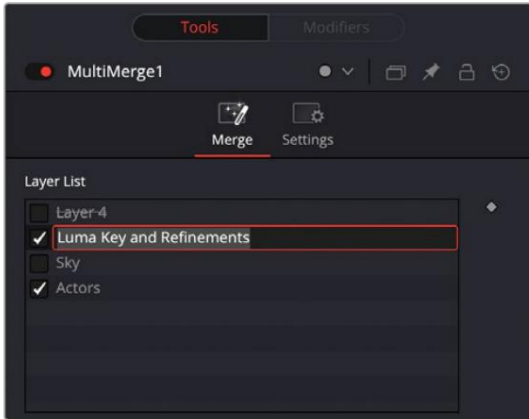 Tools Modifiers
MultiMerge1
Merge Settings
Layer List
Layer 4
Luma Key and Refinements
Sky
Actors